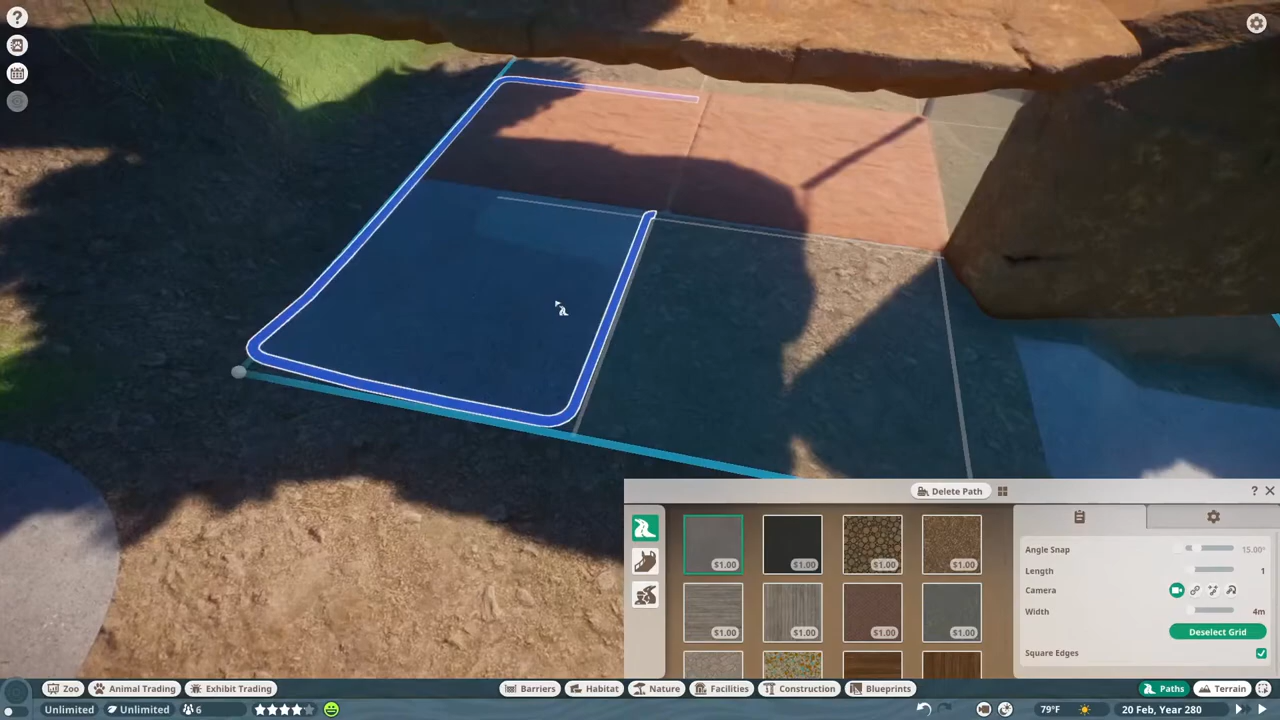 ?
Delete Path
? ×
$1.00 $1.00 $1.00 $1.00
$1.00 $1.00 $1.00 $1.00
Angle Snap 15.00°
Length 1
Camera
Width 4m
Deselect Grid
Square Edges
Zoo Animal Trading Exhibit Trading Barriers Habitat Nature Facilities Construction Blueprints Paths Terrain
Unlimited Unlimited 6 79°F 20 Feb, Year 280